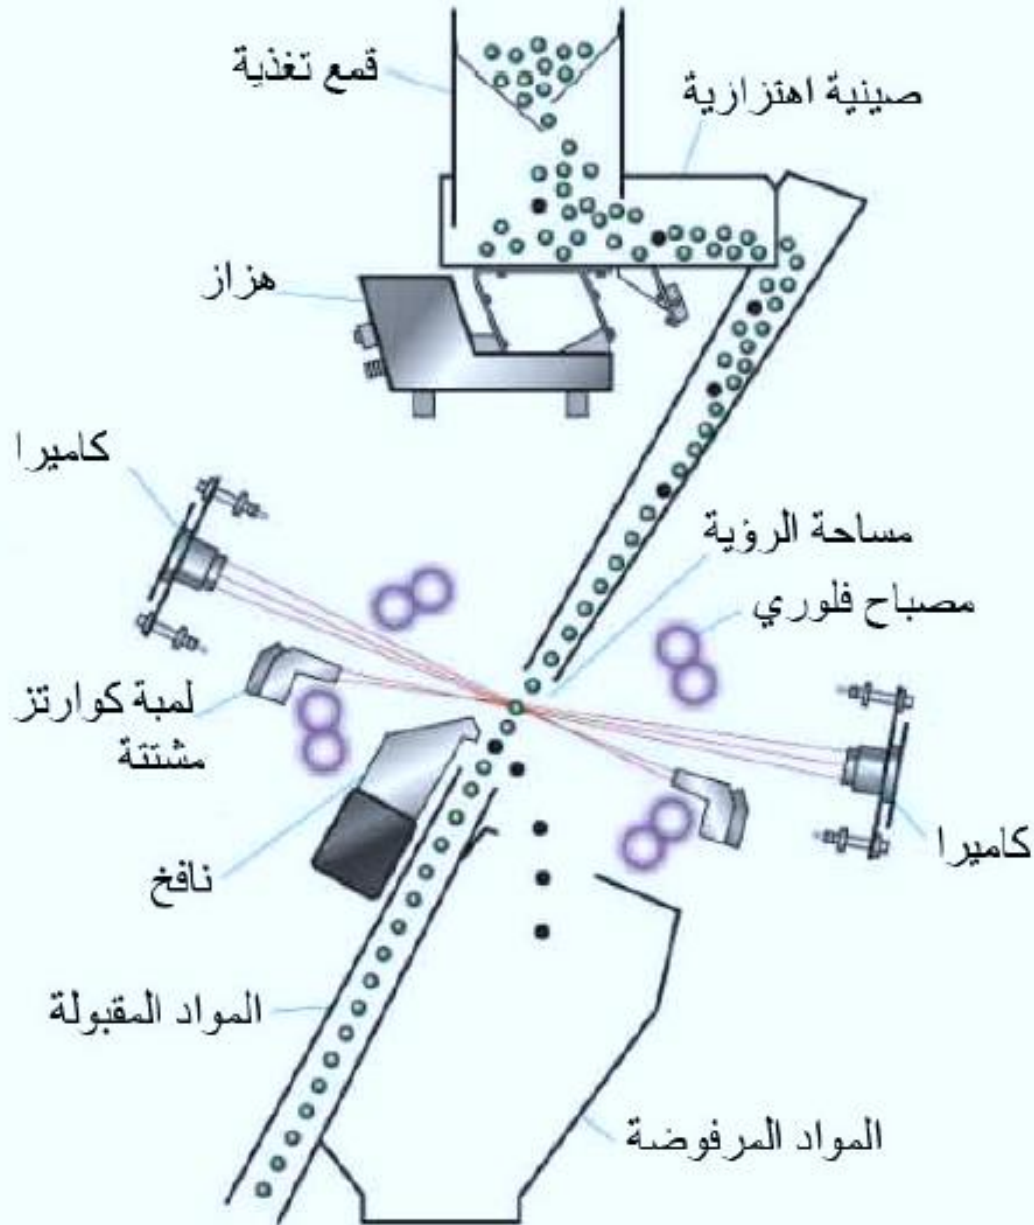 قمع تغذية
صينية اهتزازية
هزاز
كاميرا
مساحة الرؤية
مصباح فلوري
لمبة كوارتز
مشتتة
كاميرا
نافخ
المواد المقبولة
المواد المرفوضة